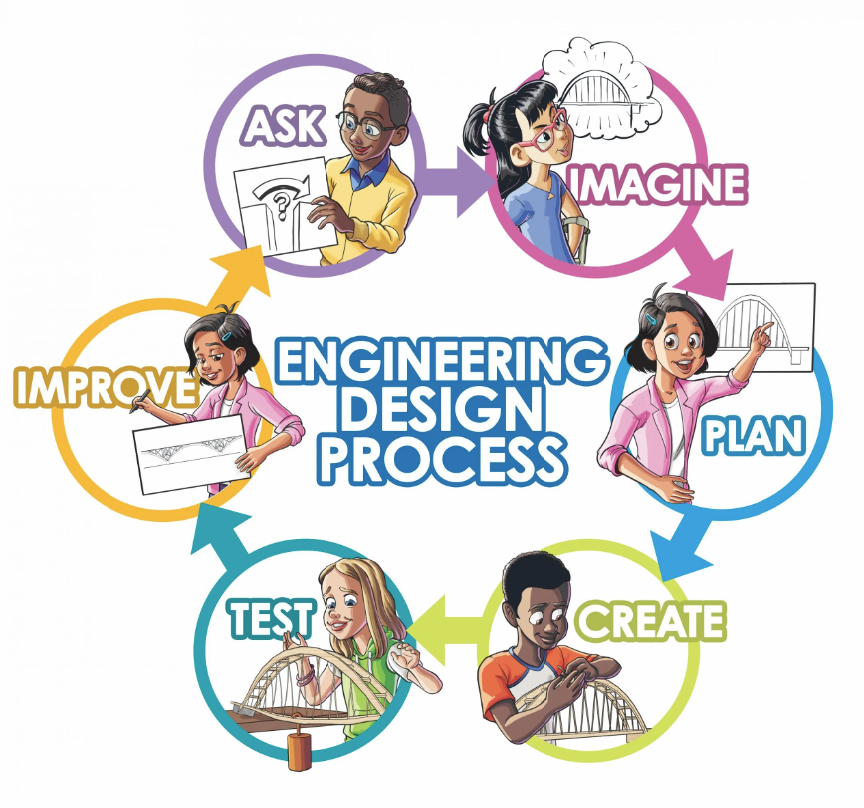 ASK
IMAGINE
PLAN
CREATE
TEST
IMPROVE
ENGINEERING
DESIGN
PROCESS
?